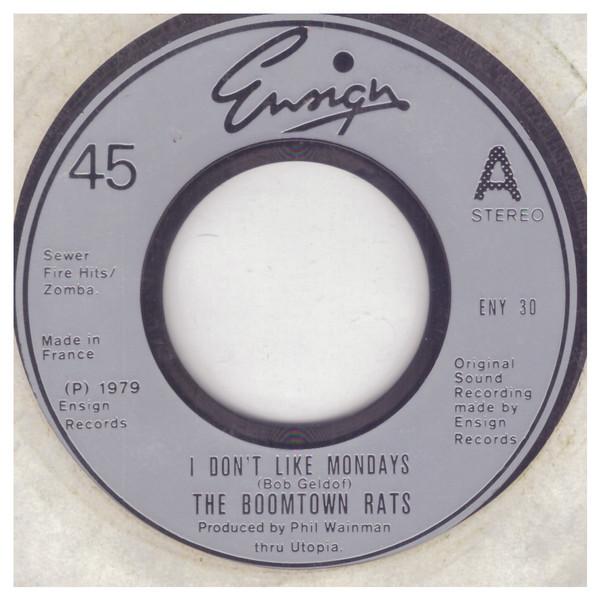 Ensign
45
A
STEREO
Sewer
Fire Hits/
Zomba.
ENY 30
Made in
France
(P) 1979
Ensign
Records
Original
Sound
Recording
made by
Ensign
Records
I DON'T LIKE MONDAYS
(Bob Geldof)
THE BOOMTOWN RATS
Produced by Phil Wainman
thru Utopia.